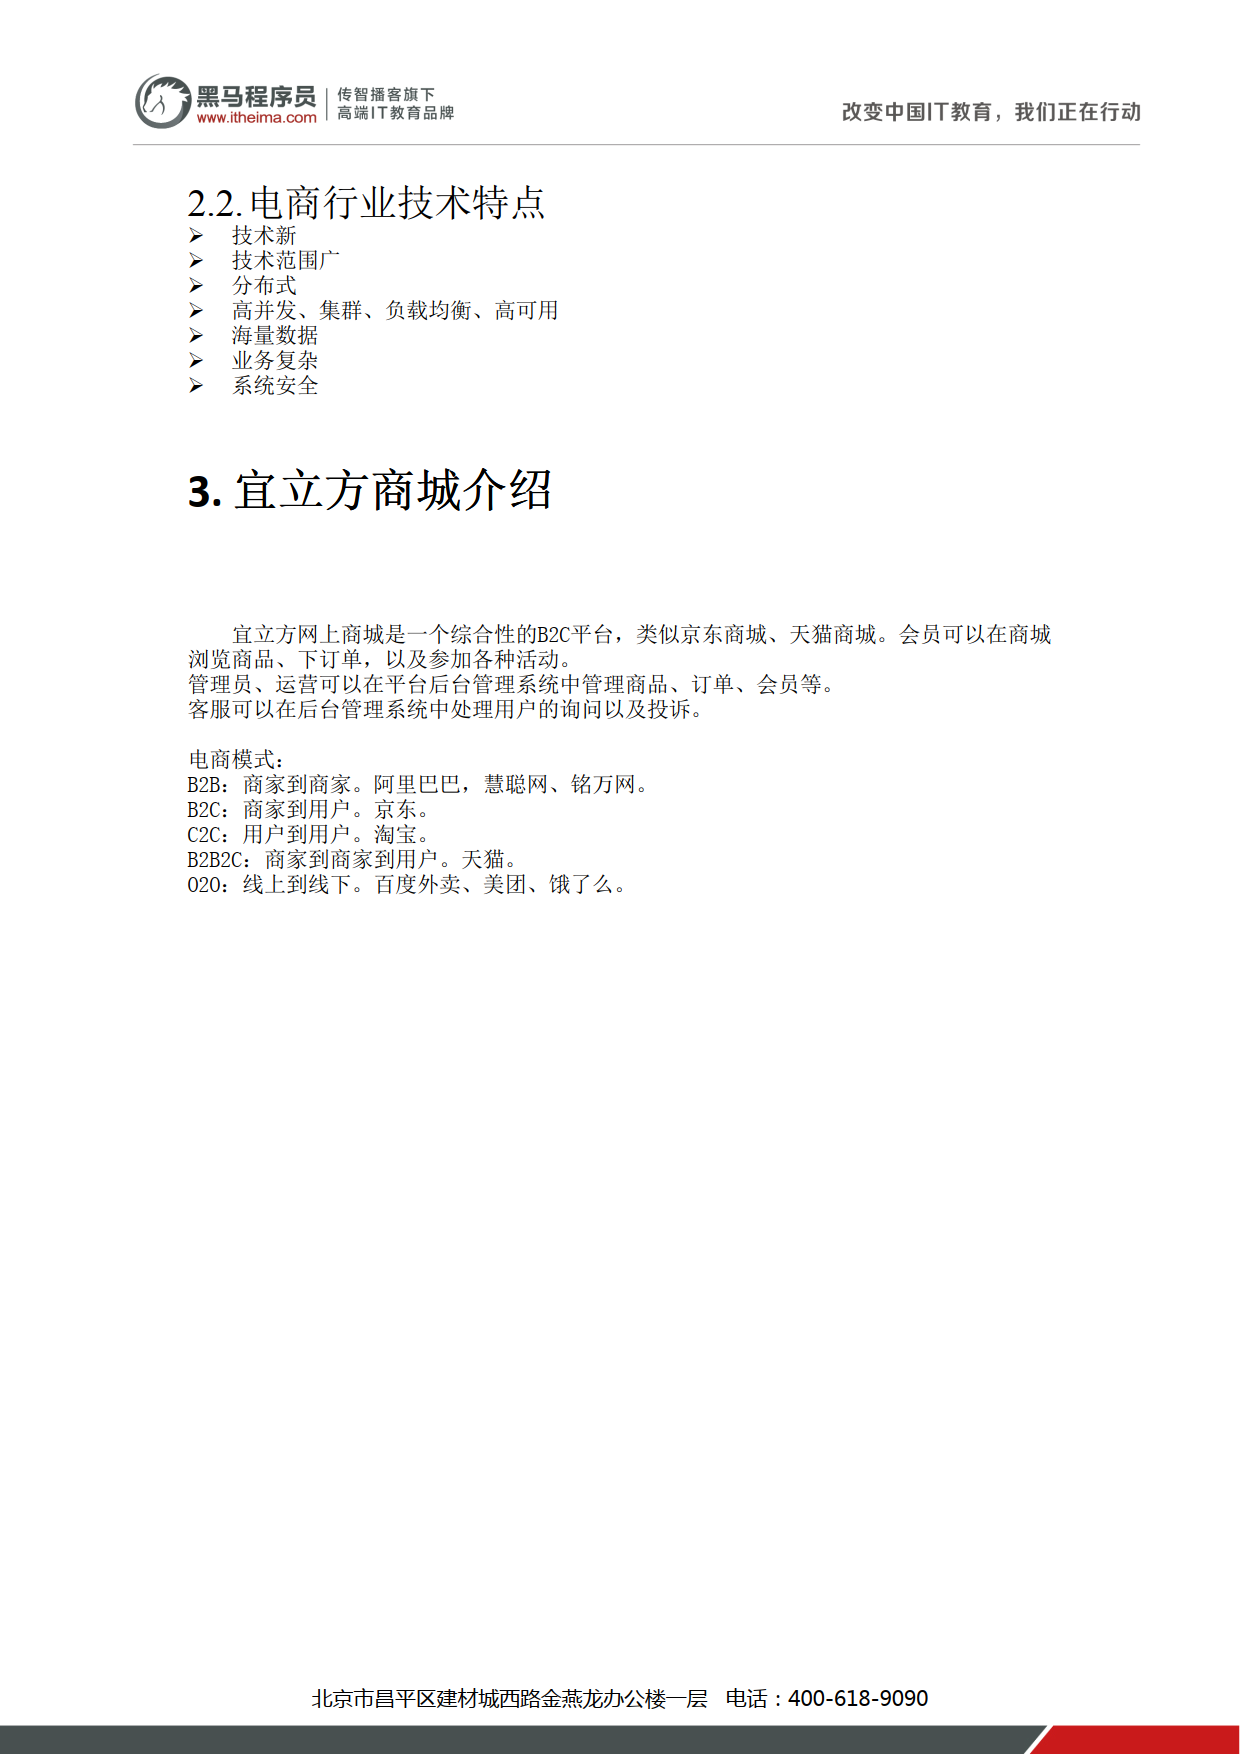 黑马程序员
www.itheima.com
传智播客旗下
高端IT教育品牌
改变中国IT教育，我们正在行动
2.2. 电商行业技术特点
➢ 技术新
➢ 技术范围广
➢ 分布式
➢ 高并发、集群、负载均衡、高可用
➢ 海量数据
➢ 业务复杂
➢ 系统安全
3. 宜立方商城介绍
宜立方网上商城是一个综合性的B2C平台，类似京东商城、天猫商城。会员可以在商城
浏览商品、下订单，以及参加各种活动。
管理员、运营可以在平台后台管理系统中管理商品、订单、会员等。
客服可以在后台管理系统中处理用户的询问以及投诉。
电商模式：
B2B：商家到商家。阿里巴巴，慧聪网、铭万网。
B2C：商家到用户。京东。
C2C：用户到用户。淘宝。
B2B2C：商家到商家到用户。天猫。
O2O：线上到线下。百度外卖、美团、饿了么。
北京市昌平区建材城西路金燕龙办公楼一层 电话：400-618-9090